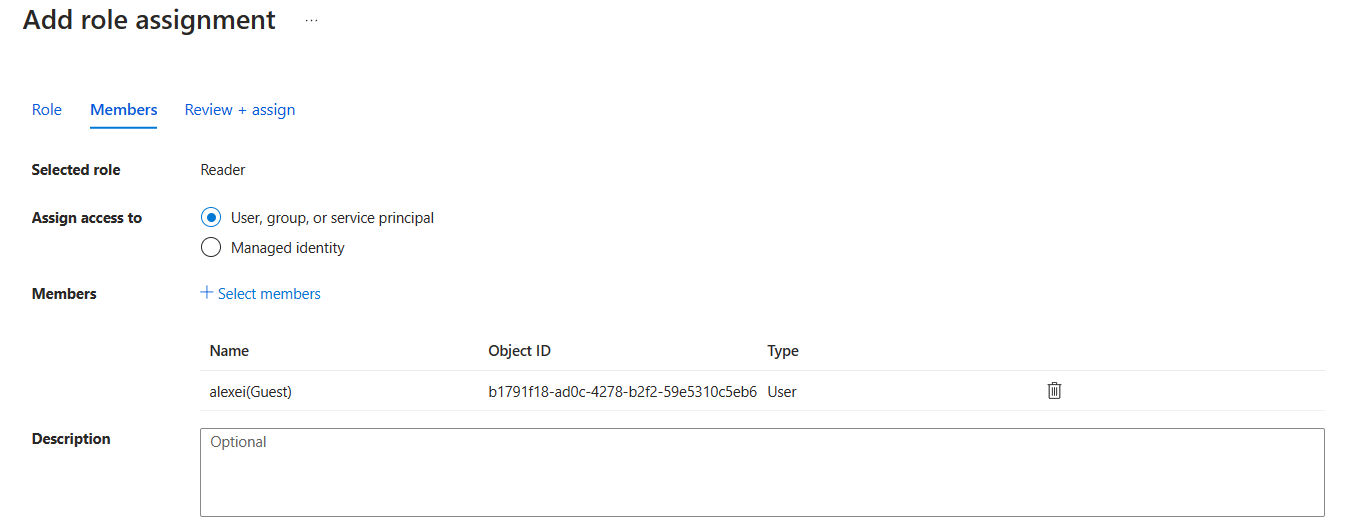 Add role assignment ...
Role Members Review + assign
Selected role Reader
Assign access to User, group, or service principal
Managed identity
Members + Select members
Name Object ID Type
alexei(Guest) b1791f18-ad0c-4278-b2f2-59e5310c5eb6 User
Description Optional